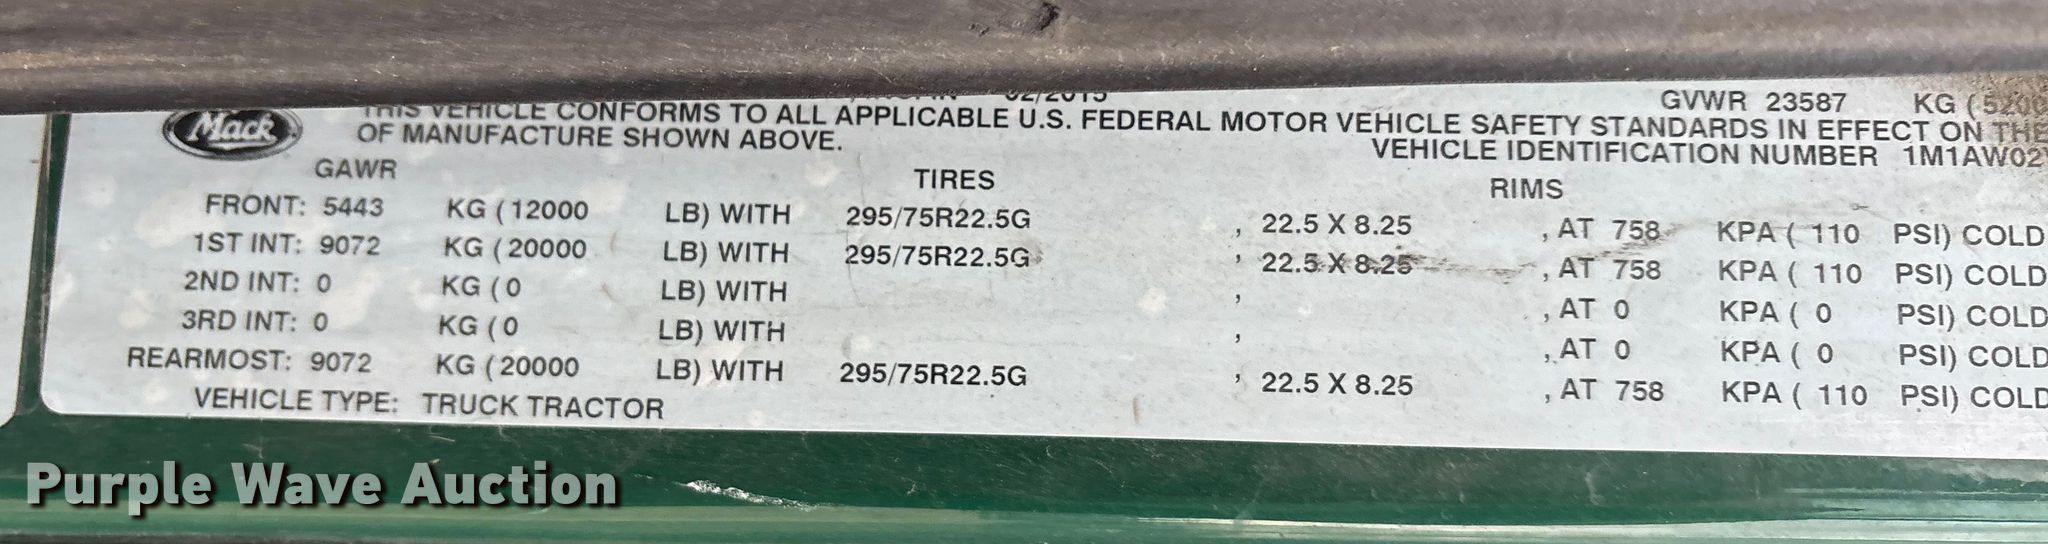 02/2015
GVWR 23587 KG (5200
THIS VEHICLE CONFORMS TO ALL APPLICABLE U.S. FEDERAL MOTOR VEHICLE SAFETY STANDARDS IN EFFECT ON THE
Mack
OF MANUFACTURE SHOWN ABOVE. VEHICLE IDENTIFICATION NUMBER 1M1AW02
GAWR TIRES RIMS
FRONT: 5443 KG (12000 LB) WITH 295/75R22.5G , 22.5 X 8.25 , AT 758 KPA ( 110 PSI) COLD
1ST INT: 9072 KG (20000 LB) WITH 295/75R22.5G , 22.5 X 8.25 , AT 758 KPA ( 110 PSI) COLD
2ND INT: 0 KG (0 LB) WITH , , AT 0 KPA ( 0 PSI) COLD
3RD INT: 0 KG (0 LB) WITH , , AT 0 KPA ( 0 PSI) COLD
REARMOST: 9072 KG (20000 LB) WITH 295/75R22.5G , 22.5 X 8.25 , AT 758 KPA ( 110 PSI) COLD
VEHICLE TYPE: TRUCK TRACTOR
Purple Wave Auction